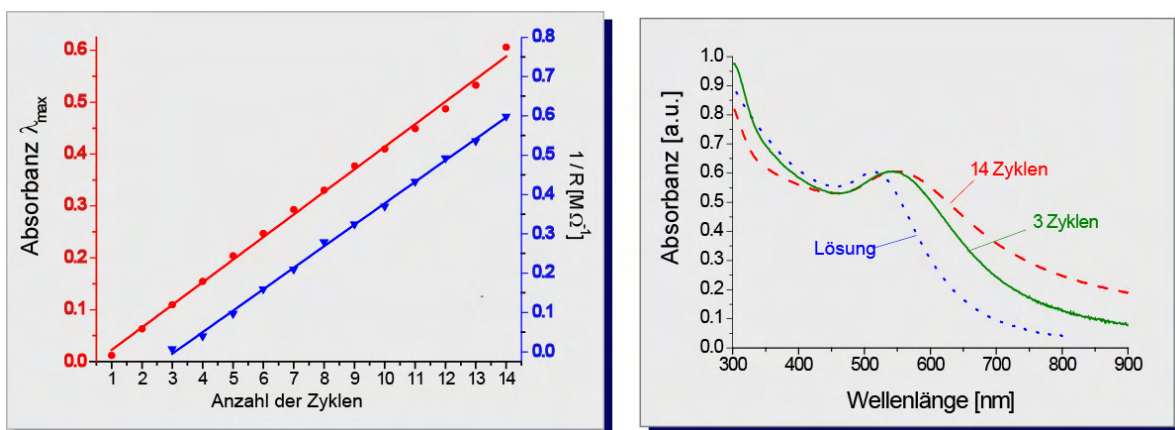 0.6
0.5
0.4
0.3
0.2
0.1
0.0
Absorbanz λmax
1 2 3 4 5 6 7 8 9 10 11 12 13 14
Anzahl der Zyklen
0.8
0.7
0.6
0.5
0.4
0.3
0.2
0.1
0.0
1 / R [MΩ-1]
1.0
0.9
0.8
0.7
0.6
0.5
0.4
0.3
0.2
0.1
0.0
Absorbanz [a.u.]
14 Zyklen
3 Zyklen
Lösung
300 400 500 600 700 800 900
Wellenlänge [nm]